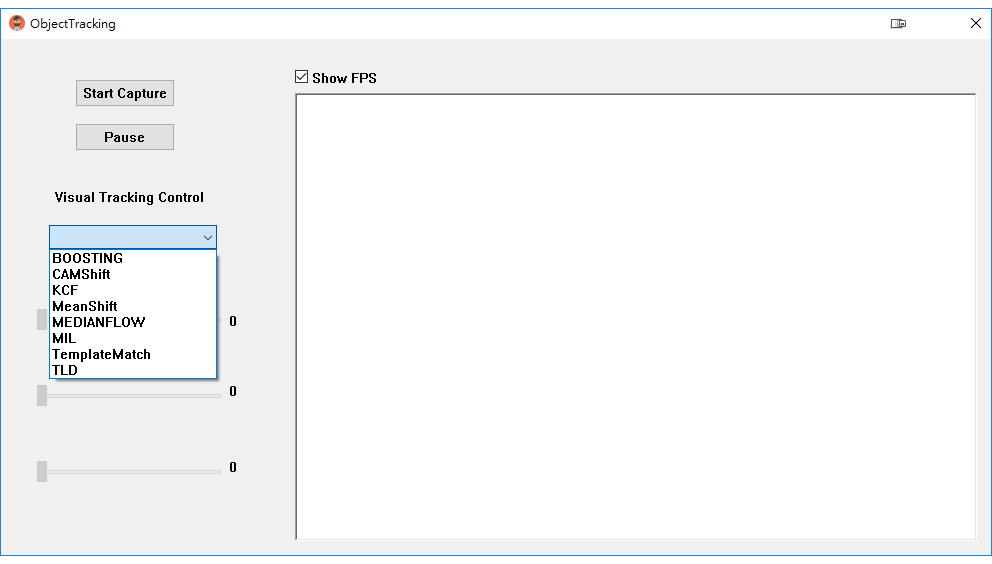 ObjectTracking
Start Capture
Pause
Show FPS
Visual Tracking Control
BOOSTING
CAMShift
KCF
MeanShift
MEDIANFLOW
MIL
TemplateMatch
TLD
0
0
0